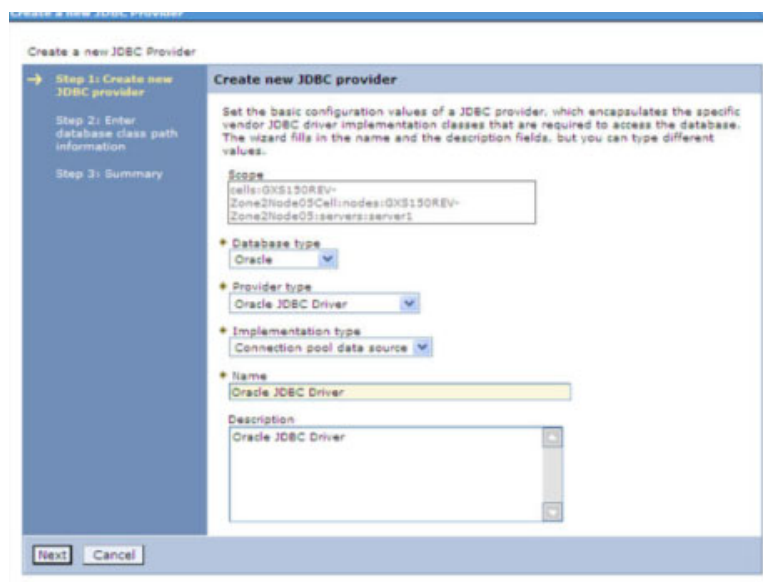 Create a new JDBC Provider
Create a new JDBC Provider
Step 1: Create new
JDBC provider
Step 2: Enter
database class path
information
Step 3: Summary
Create new JDBC provider
Set the basic configuration values of a JDBC provider, which encapsulates the specific
vendor JDBC driver implementation classes that are required to access the database.
The wizard fills in the name and the description fields, but you can type different
values.
Scope
cells:GXS150REV-
Zone2Node05Cell:nodes:GXS150REV-
Zone2Node05:servers:server1
Database type
Oracle
Provider type
Oracle JDBC Driver
Implementation type
Connection pool data source
Name
Oracle JDBC Driver
Description
Oracle JDBC Driver
Next Cancel